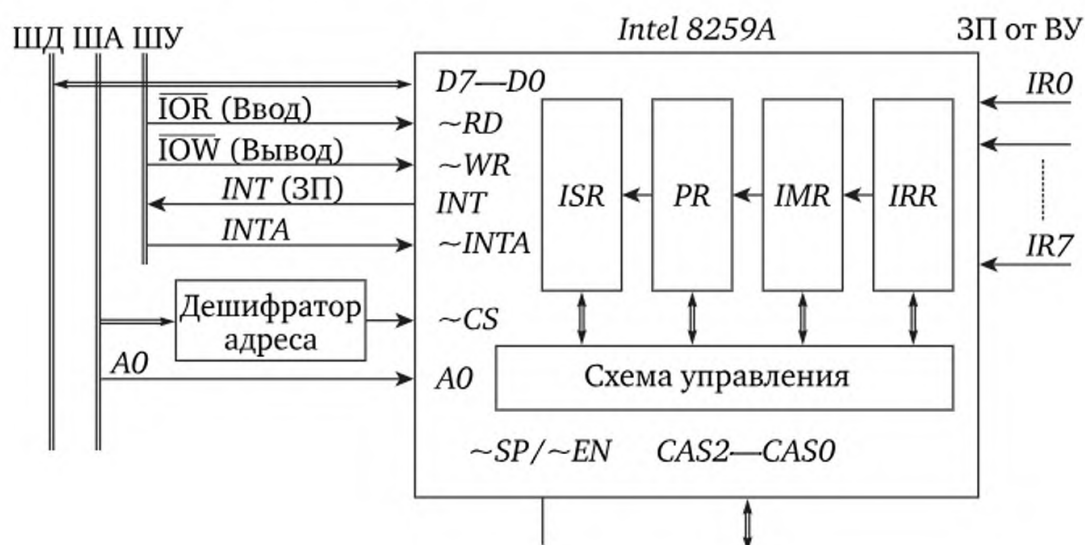 Intel 8259A
ЗП от ВУ
ШД ША ШУ
D7—D0
IR0
IOR (Ввод)
~RD
IOW (Вывод)
~WR
INT (ЗП)
INT
ISR
PR
IMR
IRR
INTA
~INTA
IR7
Дешифратор
адреса
~CS
A0
A0
Схема управления
~SP/~EN
CAS2—CAS0